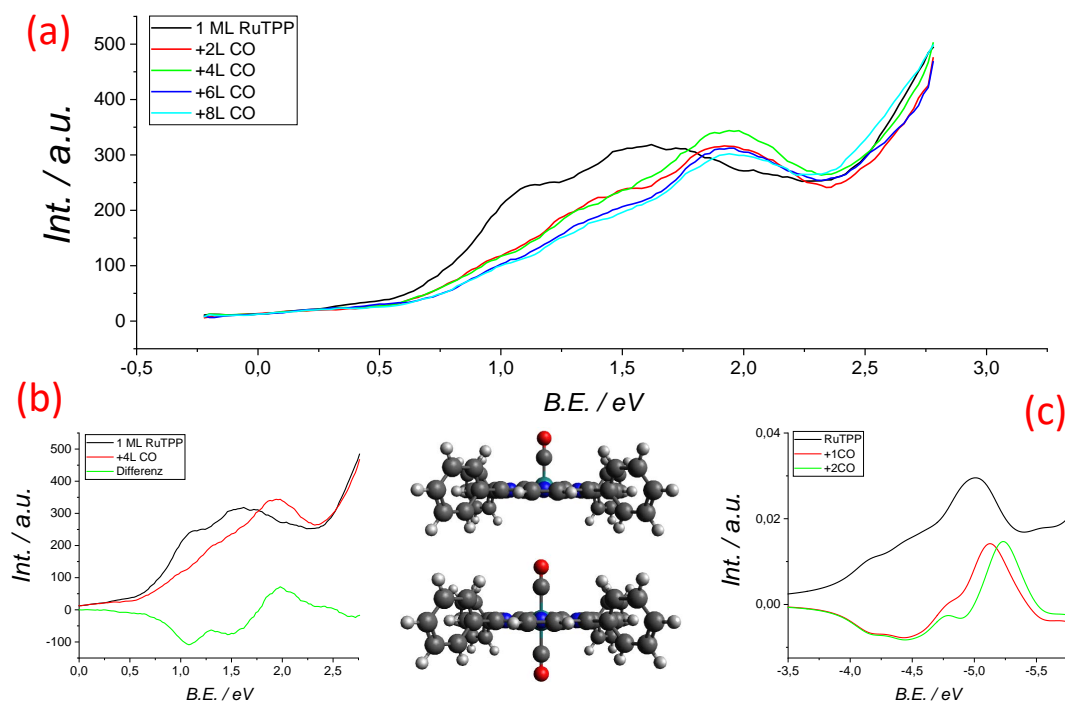 (a)
1 ML RuTPP
+2L CO
+4L CO
+6L CO
+8L CO
Int. / a.u.
500
400
300
200
100
0
-0,5 0,0 0,5 1,0 1,5 2,0 2,5 3,0
B.E. / eV
(b)
1 ML RuTPP
+4L CO
Differenz
Int. / a.u.
500
400
300
200
100
0
-100
0,0 0,5 1,0 1,5 2,0 2,5
B.E. / eV
(c)
RuTPP
+1CO
+2CO
Int. / a.u.
0,04
0,02
0,00
-3,5 -4,0 -4,5 -5,0 -5,5
B.E. / eV